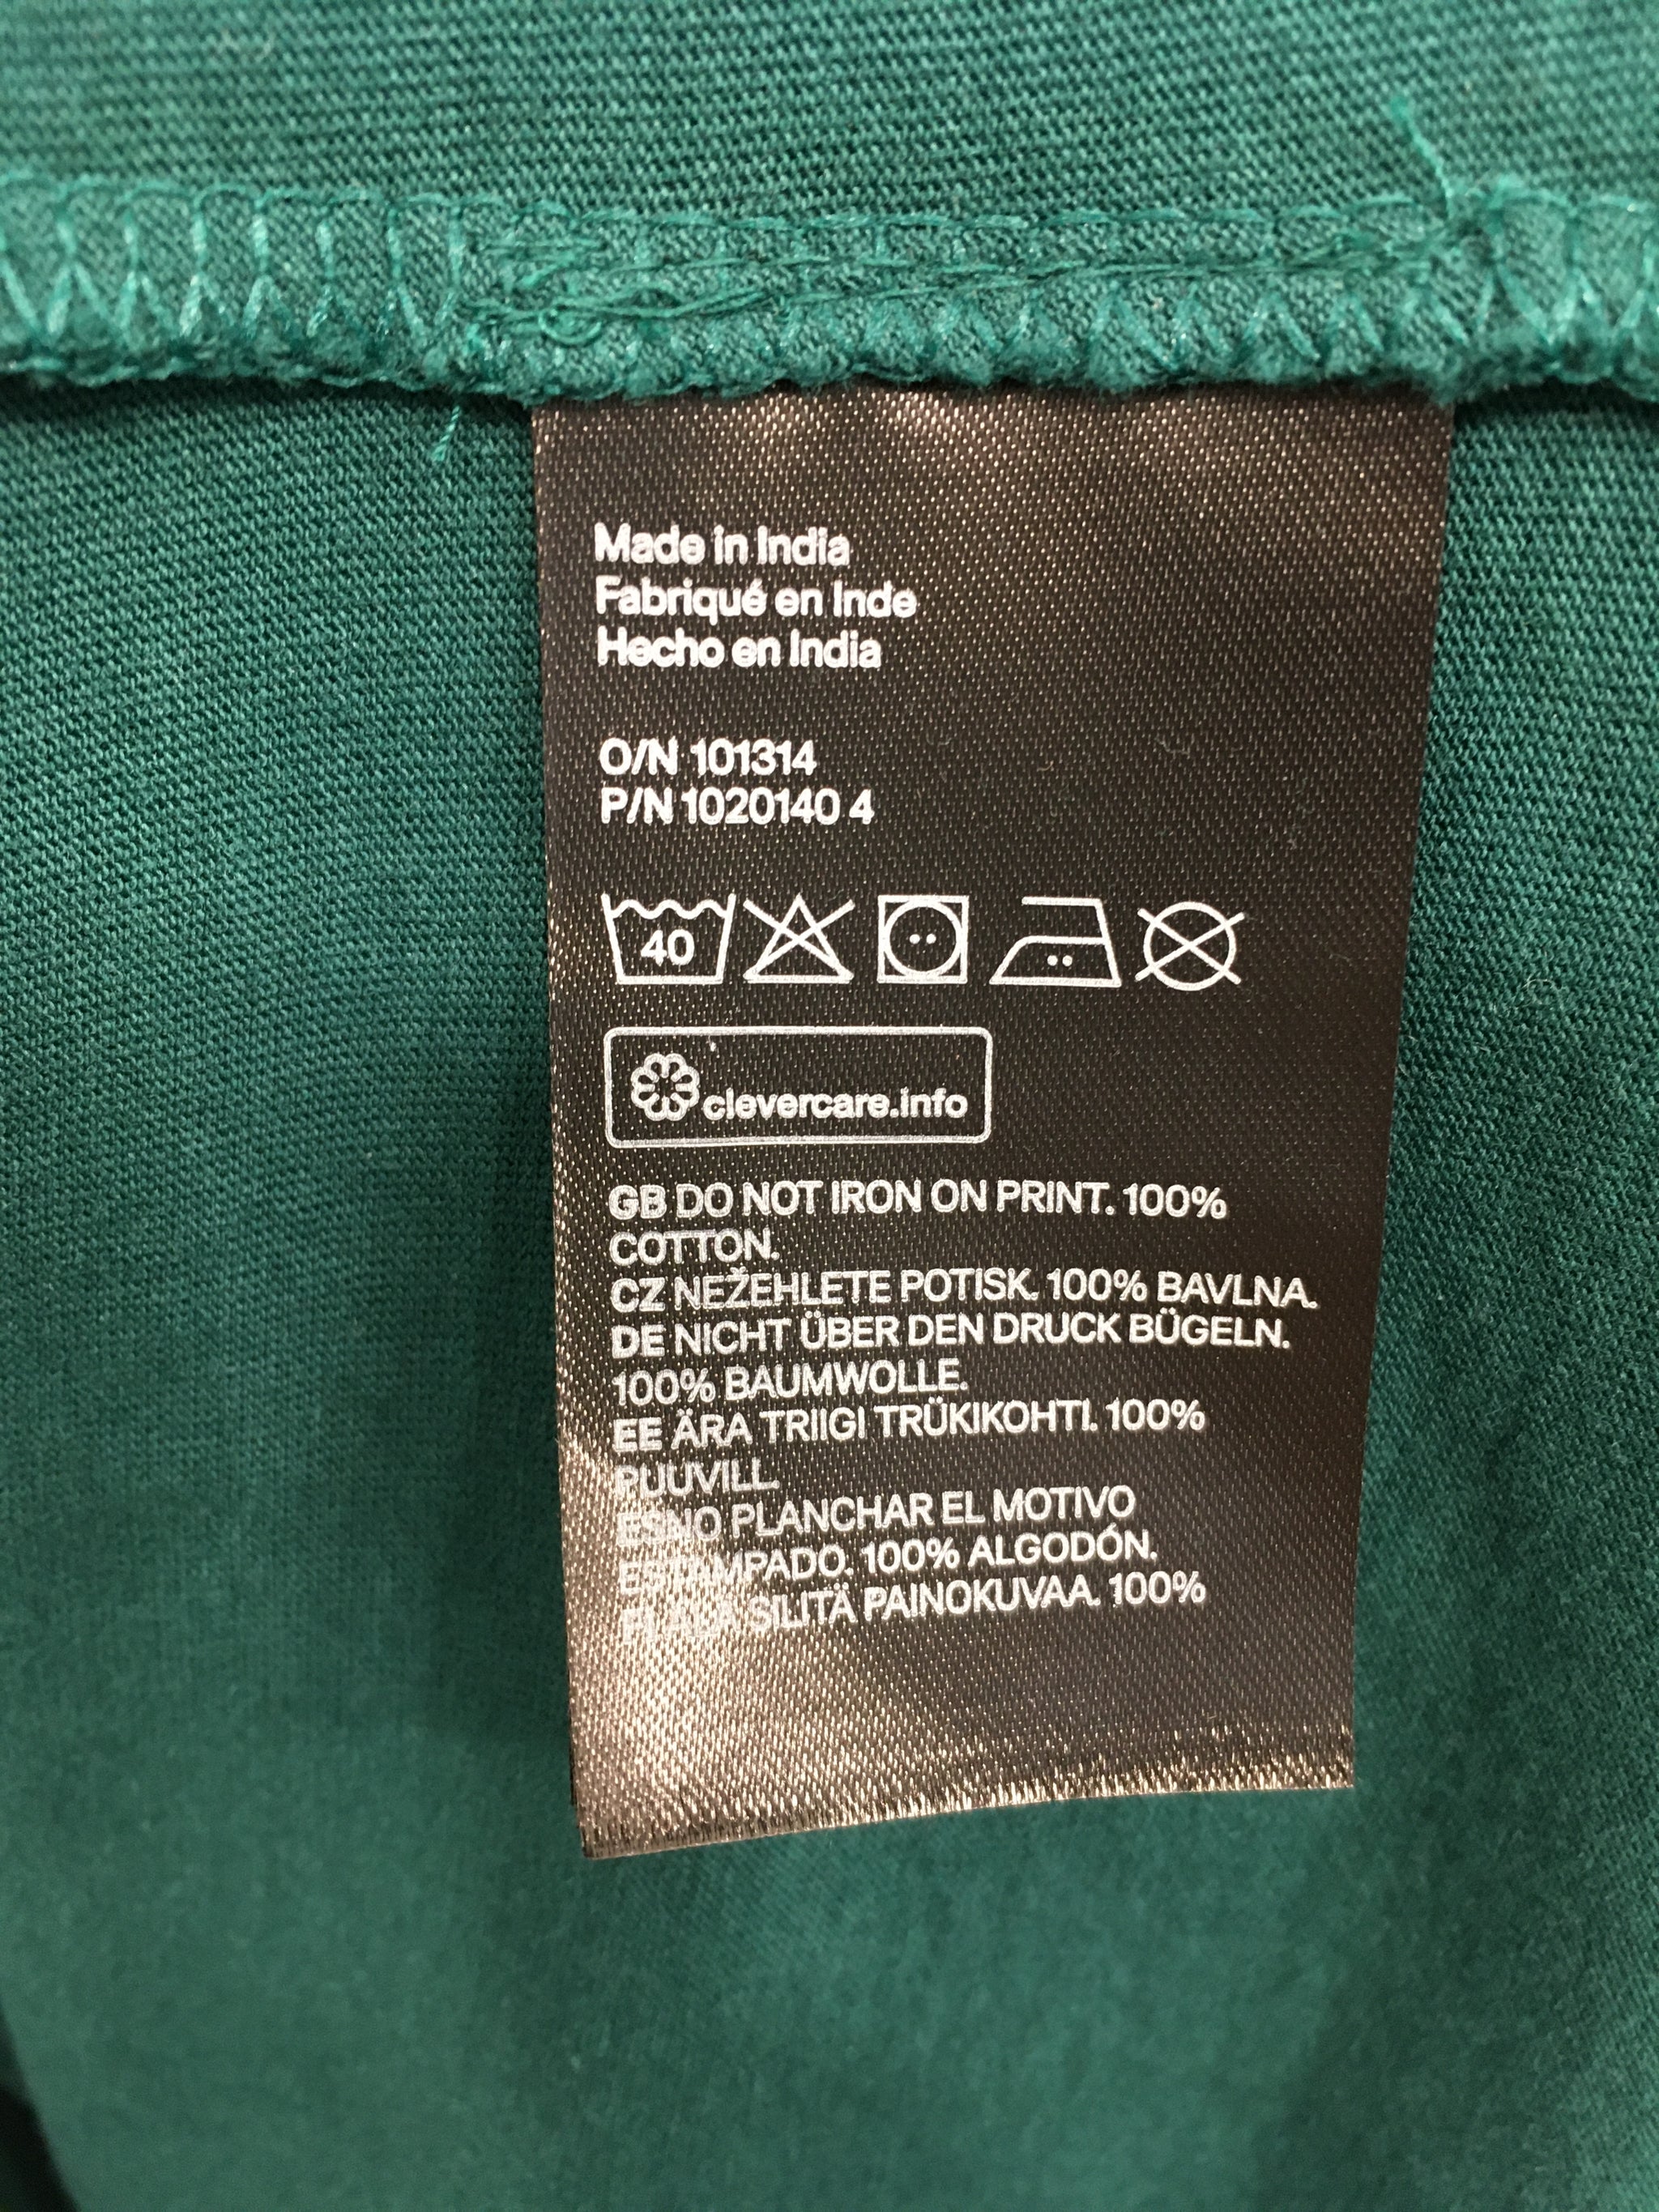 Made in India
Fabriqué en Inde
Hecho en India
O/N 101314
P/N 1020140 4
40
clevercare.info
GB DO NOT IRON ON PRINT. 100%
COTTON.
CZ NEŽEHLETE POTISK. 100% BAVLNA.
DE NICHT ÜBER DEN DRUCK BÜGELN.
100% BAUMWOLLE.
EE ÄRA TRIIGI TRÜKIKOHTI. 100%
PUUVILL.
ES NO PLANCHAR EL MOTIVO
ESTAMPADO. 100% ALGODÓN.
FI ÄLÄ SILITÄ PAINOKUVAA. 100%